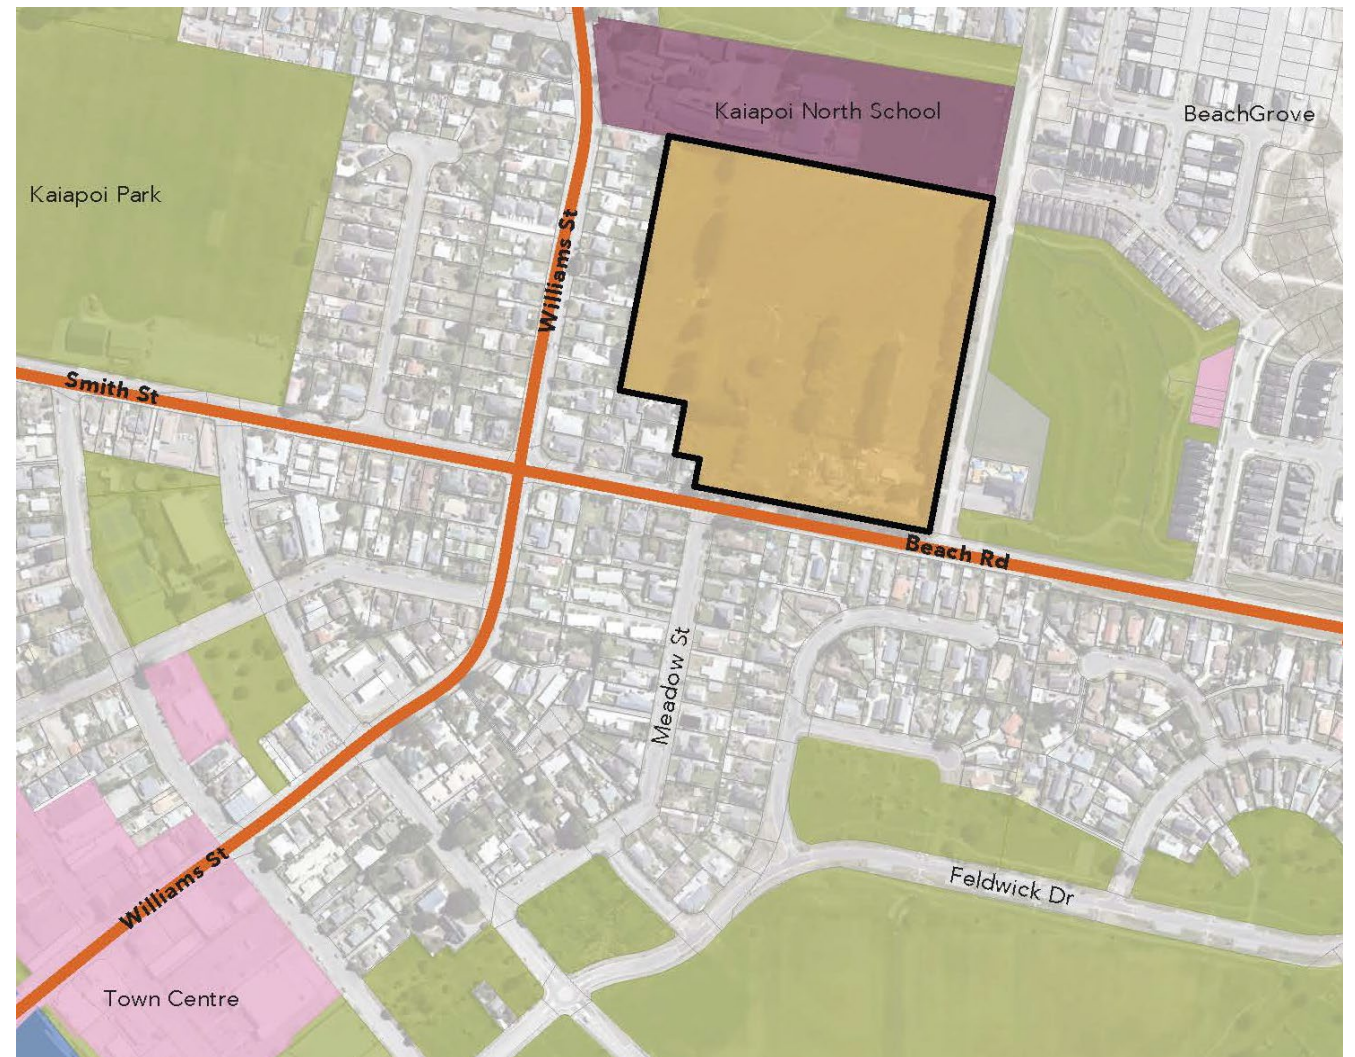 Kaiapoi North School
BeachGrove
Kaiapoi Park
Williams St
Smith St
Beach Rd
Meadow St
Williams St
Feldwick Dr
Town Centre